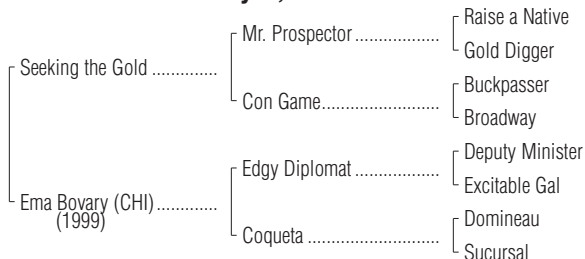 Raise a Native
Mr. Prospector ..................
Gold Digger
Seeking the Gold .............
Buckpasser
Con Game.........................
Broadway
Deputy Minister
Edgy Diplomat ..................
Excitable Gal
Ema Bovary (CHI).............
(1999)
Domineau
Coqueta ............................
Sucursal